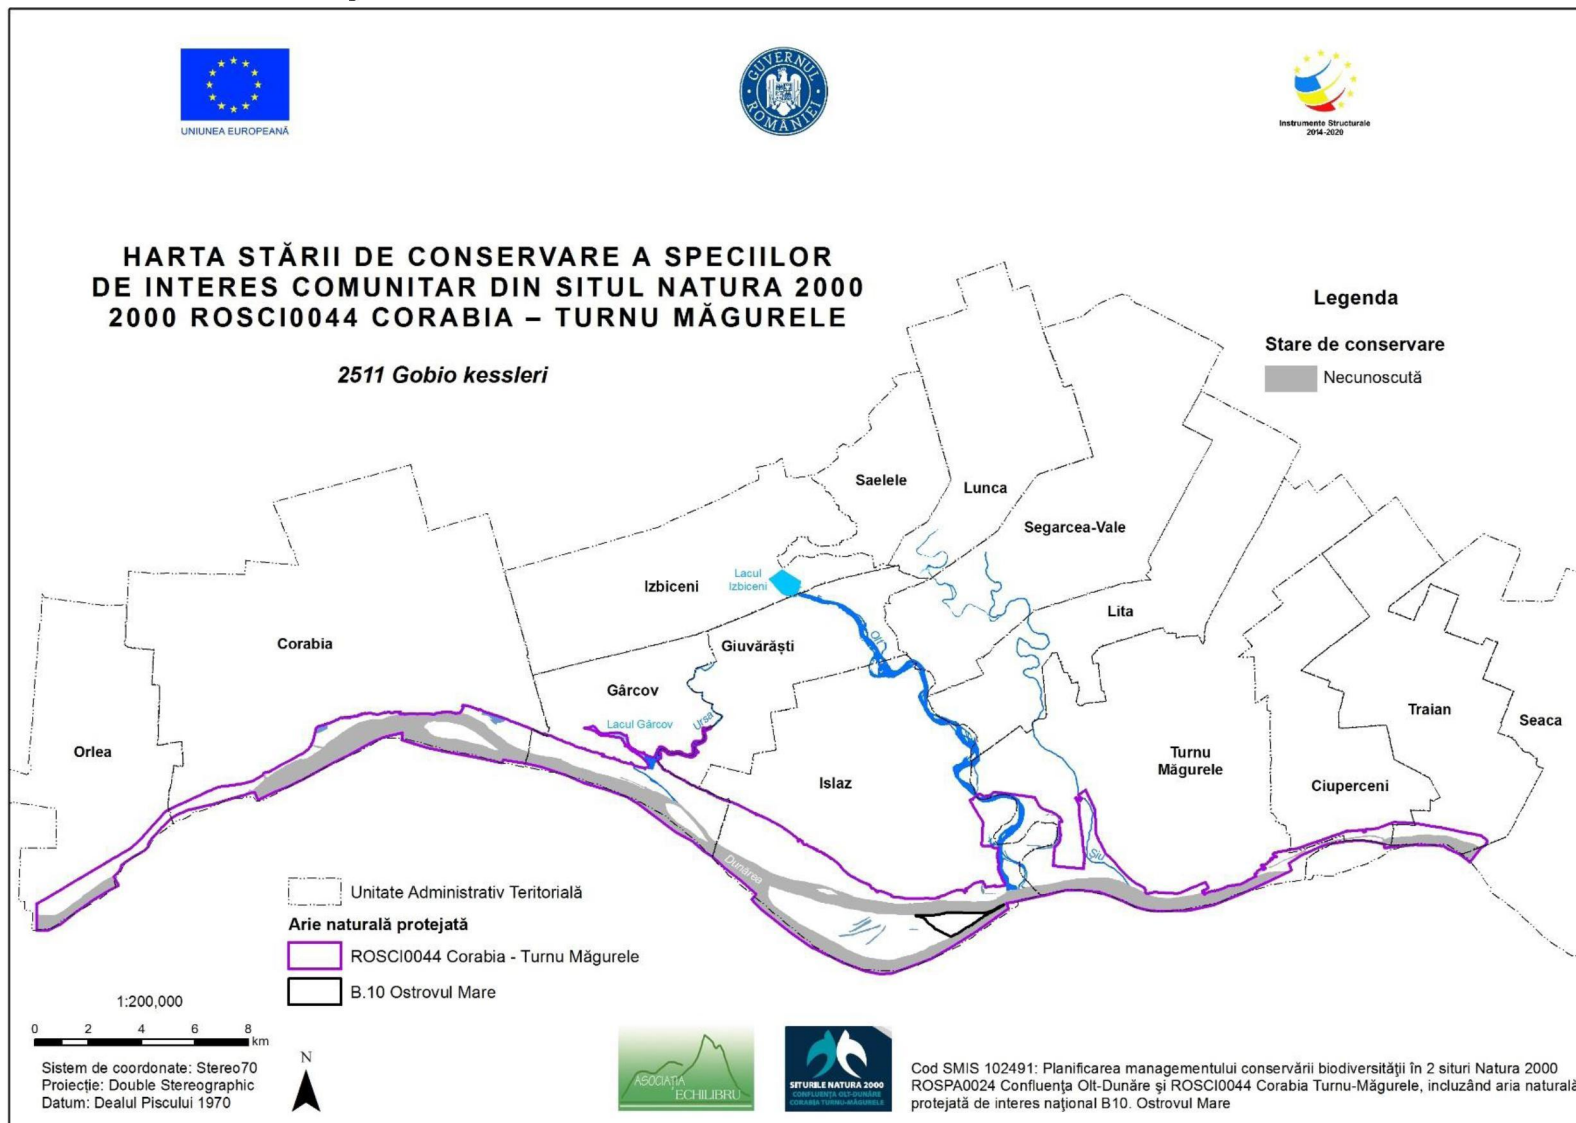 UNIUNEA EUROPEANĂ
GUVERNUL ROMÂNIEI
Instrumente Structurale
2014-2020
HARTA STĂRII DE CONSERVARE A SPECIILOR
DE INTERES COMUNITAR DIN SITUL NATURA 2000
2000 ROSCI0044 CORABIA – TURNU MĂGURELE
2511 Gobio kessleri
Legenda
Stare de conservare
Necunoscută
Saelele
Lunca
Segarcea-Vale
Lacul
Izbiceni
Izbiceni
Lita
Corabia
Olt
Giuvărăști
Gârcov
Lacul Gârcov
Ursa
Traian
Seaca
Orlea
Turnu
Măgurele
Islaz
Ciuperceni
Siu
Dunărea
Unitate Administrativ Teritorială
Arie naturală protejată
ROSCI0044 Corabia - Turnu Măgurele
B.10 Ostrovul Mare
1:200,000
0 2 4 6 8
km
Sistem de coordonate: Stereo70
Proiecție: Double Stereographic
Datum: Dealul Piscului 1970
N
ASOCIAȚIA
ECHILIBRU
SITURILE NATURA 2000
CONFLUENȚA OLT-DUNĂRE
CORABIA TURNU-MĂGURELE
Cod SMIS 102491: Planificarea managementului conservării biodiversității în 2 situri Natura 2000
ROSPA0024 Confluența Olt-Dunăre și ROSCI0044 Corabia Turnu-Măgurele, incluzând aria naturală
protejată de interes național B10. Ostrovul Mare